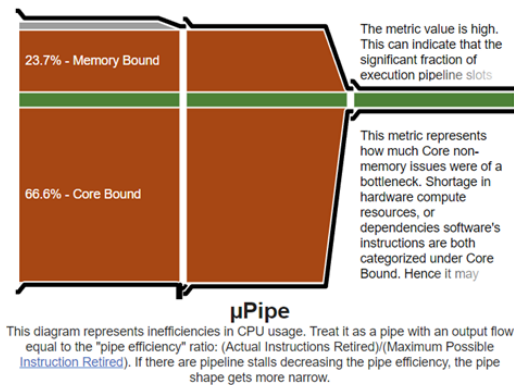 23.7% - Memory Bound
The metric value is high.
This can indicate that the
significant fraction of
execution pipeline slots
66.6% - Core Bound
This metric represents
how much Core non-
memory issues were of a
bottleneck. Shortage in
hardware compute
resources, or
dependencies software's
instructions are both
categorized under Core
Bound. Hence it may
µPipe
This diagram represents inefficiencies in CPU usage. Treat it as a pipe with an output flow
equal to the "pipe efficiency" ratio: (Actual Instructions Retired)/(Maximum Possible
Instruction Retired). If there are pipeline stalls decreasing the pipe efficiency, the pipe
shape gets more narrow.